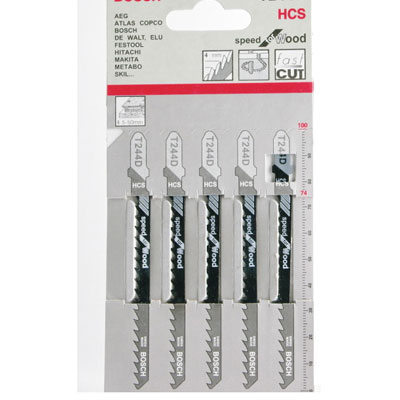 BOSCH
HCS
AEG
ATLAS COPCO
BOSCH
DE WALT, ELU
FESTOOL
HITACHI
MAKITA
METABO
SKIL...
speed for Wood
4 mm
fast
CUT
T244D T244D T244D T244D T244D
HCS HCS HCS HCS HCS
100
74
speed for Wood speed for Wood speed for Wood speed for Wood speed for Wood
BOSCH BOSCH BOSCH BOSCH BOSCH